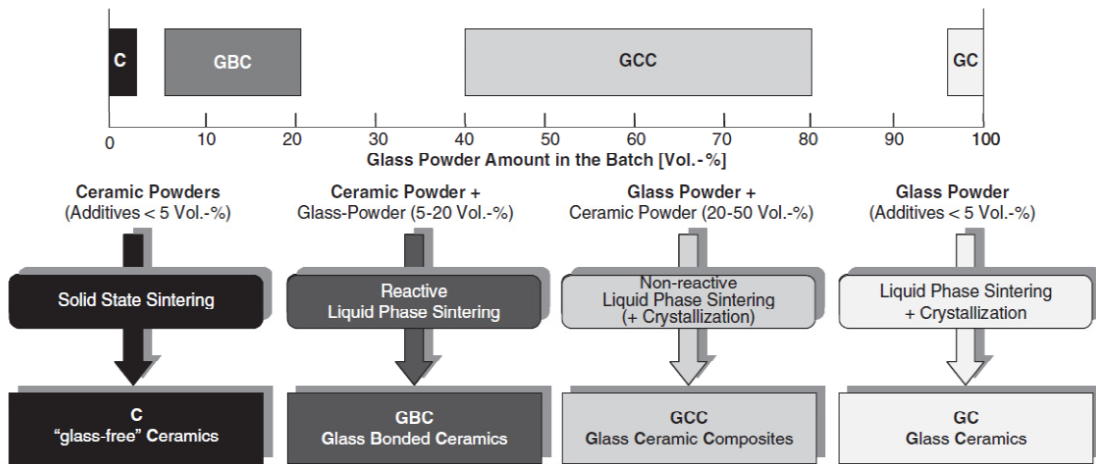 C
GBC
GCC
GC
0
10
20
30
40
50
60
70
80
90
100
Glass Powder Amount in the Batch [Vol.-%]
Ceramic Powders
(Additives < 5 Vol.-%)
Ceramic Powder +
Glass-Powder (5-20 Vol.-%)
Glass Powder +
Ceramic Powder (20-50 Vol.-%)
Glass Powder
(Additives < 5 Vol.-%)
Solid State Sintering
Reactive
Liquid Phase Sintering
Non-reactive
Liquid Phase Sintering
(+ Crystallization)
Liquid Phase Sintering
+ Crystallization
C
“glass-free” Ceramics
GBC
Glass Bonded Ceramics
GCC
Glass Ceramic Composites
GC
Glass Ceramics